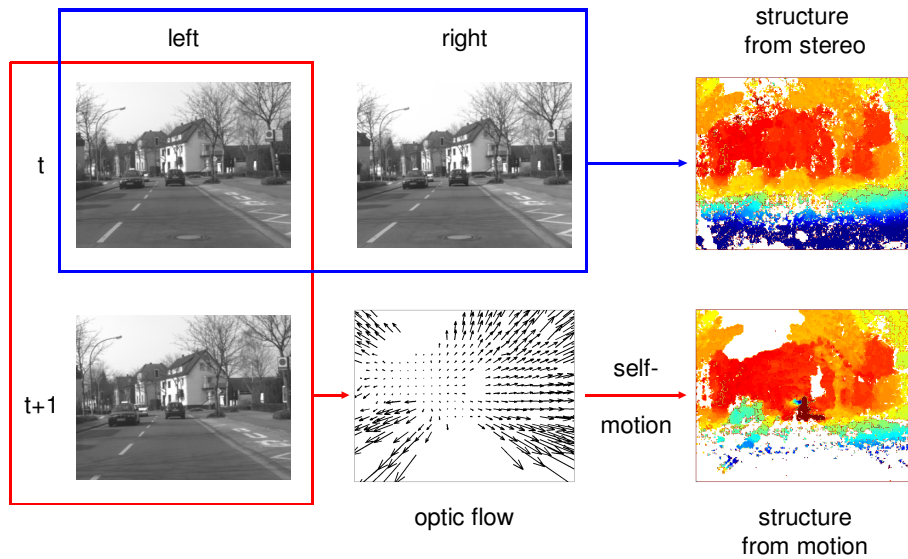 left
right
structure
from stereo
t
t+1
self-
motion
optic flow
structure
from motion